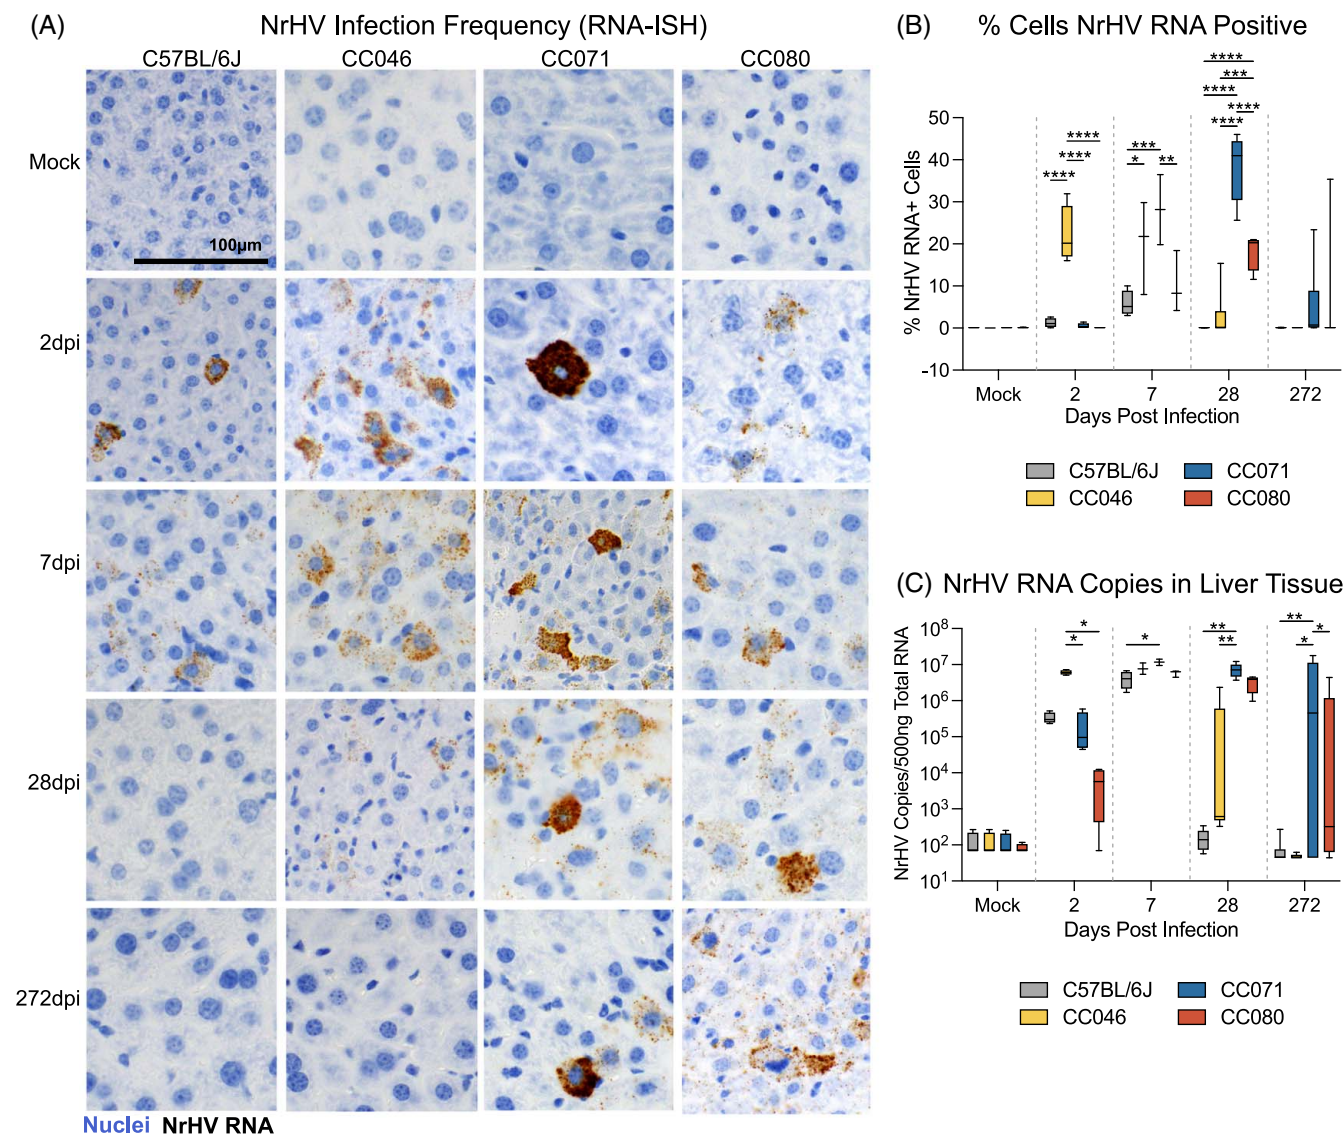 (A) NrHV Infection Frequency (RNA-ISH)
C57BL/6J CC046 CC071 CC080
Mock
100µm
2dpi
7dpi
28dpi
272dpi
Nuclei NrHV RNA
(B) % Cells NrHV RNA Positive
**** *** **** **** ****
**** **** ****
*** * **
% NrHV RNA+ Cells
50
40
30
20
10
0
-10
Mock 2 7 28 272
Days Post Infection
C57BL/6J CC071
CC046 CC080
(C) NrHV RNA Copies in Liver Tissue
* * * ** ** ** * *
NrHV Copies/500ng Total RNA
10⁸
10⁷
10⁶
10⁵
10⁴
10³
10²
10¹
Mock 2 7 28 272
Days Post Infection
C57BL/6J CC071
CC046 CC080